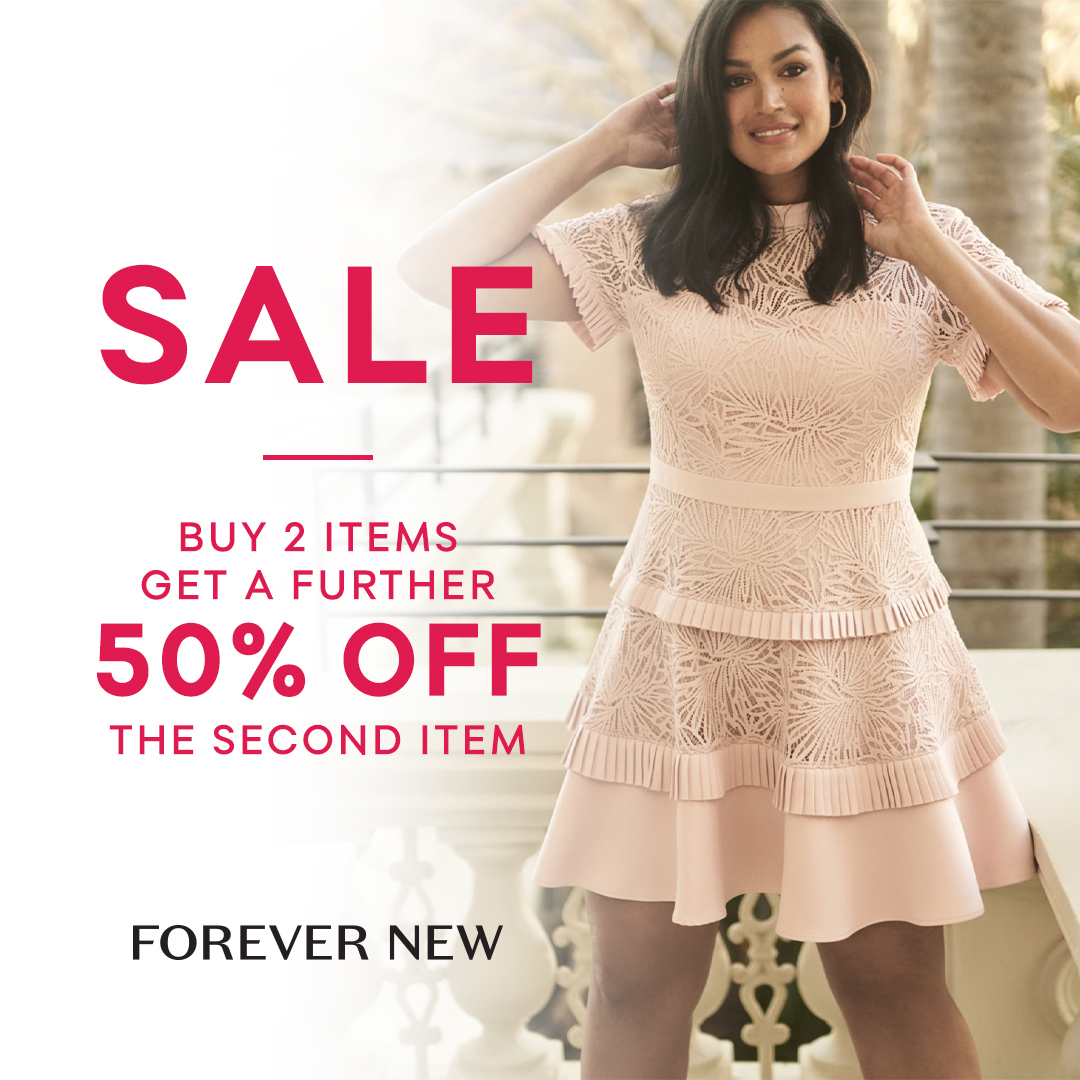 SALE
BUY 2 ITEMS
GET A FURTHER
50% OFF
THE SECOND ITEM
FOREVER NEW